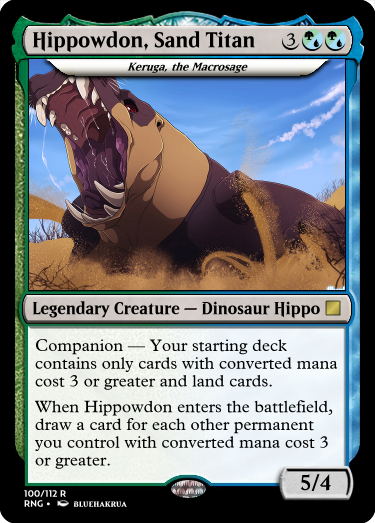 Hippowdon, Sand Titan 3
Keruga, the Macrosage
Legendary Creature — Dinosaur Hippo
Companion — Your starting deck
contains only cards with converted mana
cost 3 or greater and land cards.
When Hippowdon enters the battlefield,
draw a card for each other permanent
you control with converted mana cost 3
or greater.
5/4
100/112 R
RNG • BLUEHAKRUA